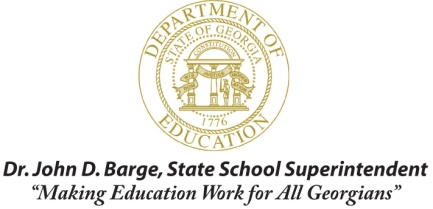 DEPARTMENT OF
STATE OF GEORGIA
CONSTITUTION
1776
EDUCATION
Dr. John D. Barge, State School Superintendent
“Making Education Work for All Georgians”